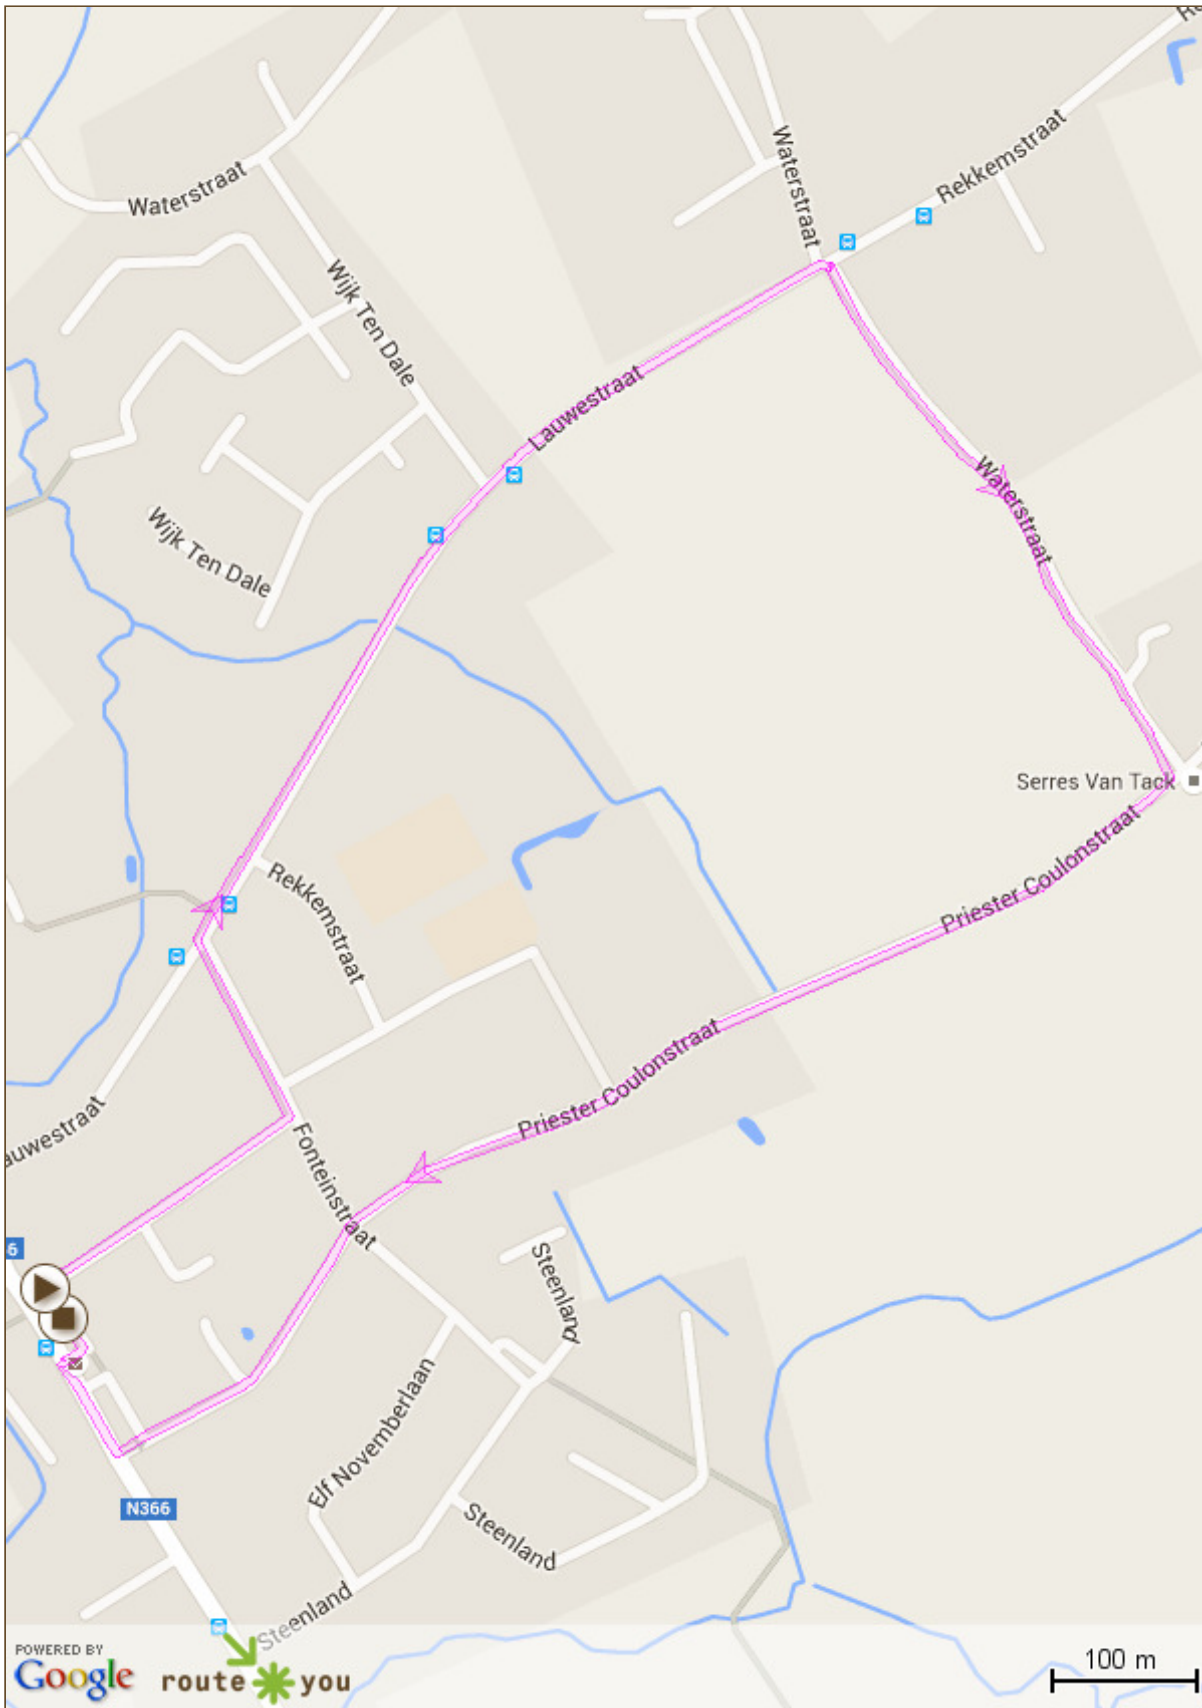 Waterstraat
Rekkemstraat
Waterstraat
Wijk Ten Dale
Lauwestraat
Waterstraat
Wijk Ten Dale
Serres Van Tack
Priester Coulonstraat
Rekkemstraat
Priester Coulonstraat
auwestraat
Fonteinstraat
6
Steenland
Elf Novemberlaan
N366
Steenland
Steenland
POWERED BY
Google
route you
100 m